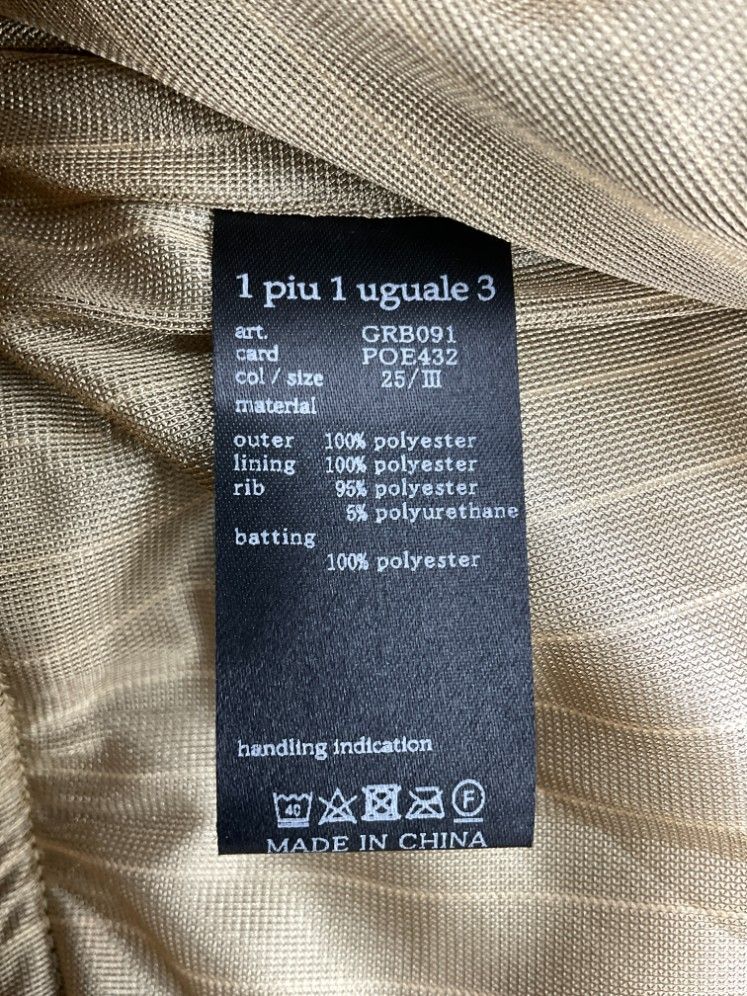 1 piu 1 uguale 3
art. GRB091
card POE432
col / size 25/III
material
outer 100% polyester
lining 100% polyester
rib 95% polyester
5% polyurethane
batting
100% polyester
handling indication
40 F
MADE IN CHINA